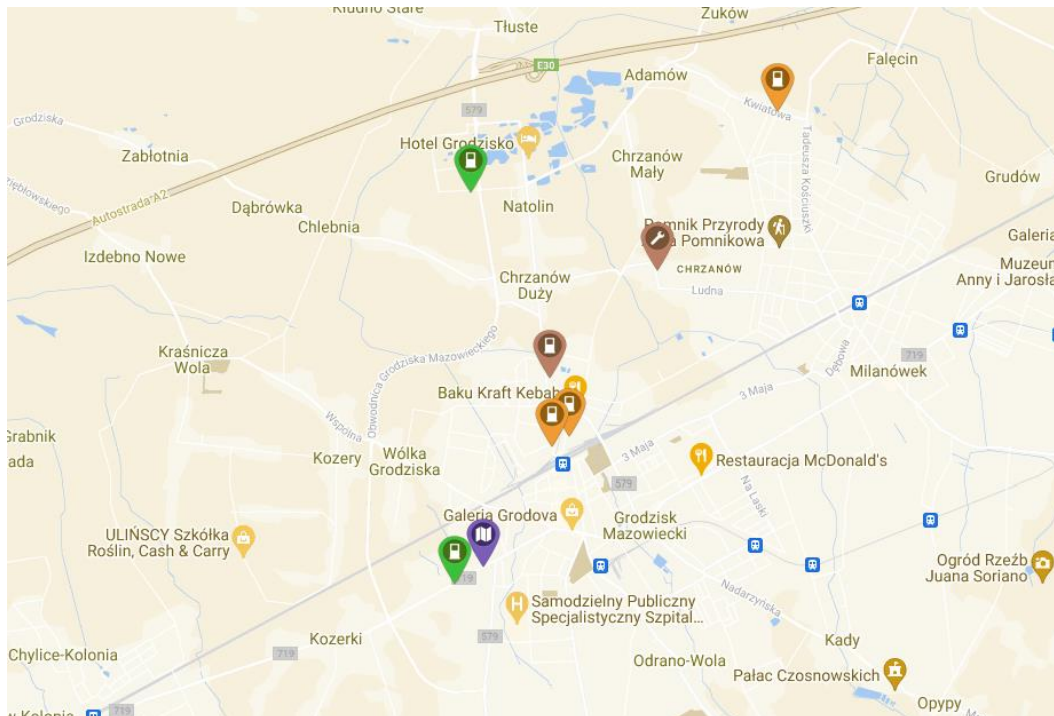 Kłudno Stare
Tłuste
Żuków
Falęcin
E30
Adamów
579
Kwiatowa
Grodziska
Hotel Grodzisko
Tadeusza Kościuszki
Zabłotnia
Chrzanów
Mały
Grudów
Autostrada A2
Dąbrówka
Natolin
Chlebnia
Pomnik Przyrody
Pomnikowa
Galeria
Izdebno Nowe
CHRZANÓW
Muzeum
Anny i Jarosła
Chrzanów
Duży
Ludna
Obwodnica Grodziska Mazowieckiego
Kraśnicza
Wola
719
Dębowa
Milanówek
Baku Kraft Kebab
3 Maja
Wspólna
Grabnik
ada
Kozery
Wólka
Grodziska
3 Maja
Restauracja McDonald's
579
Na Laski
Galeria Grodova
Grodzisk
Mazowiecki
ULIŃSCY Szkółka
Roślin, Cash & Carry
719
Ogród Rzeźb
Juana Soriano
Nadarzyńska
Samodzielny Publiczny
Specjalistyczny Szpital...
579
Kozerki
Kady
719
Chylice-Kolonia
Odrano-Wola
Pałac Czosnowskich
Opypy
w Kolonia
719